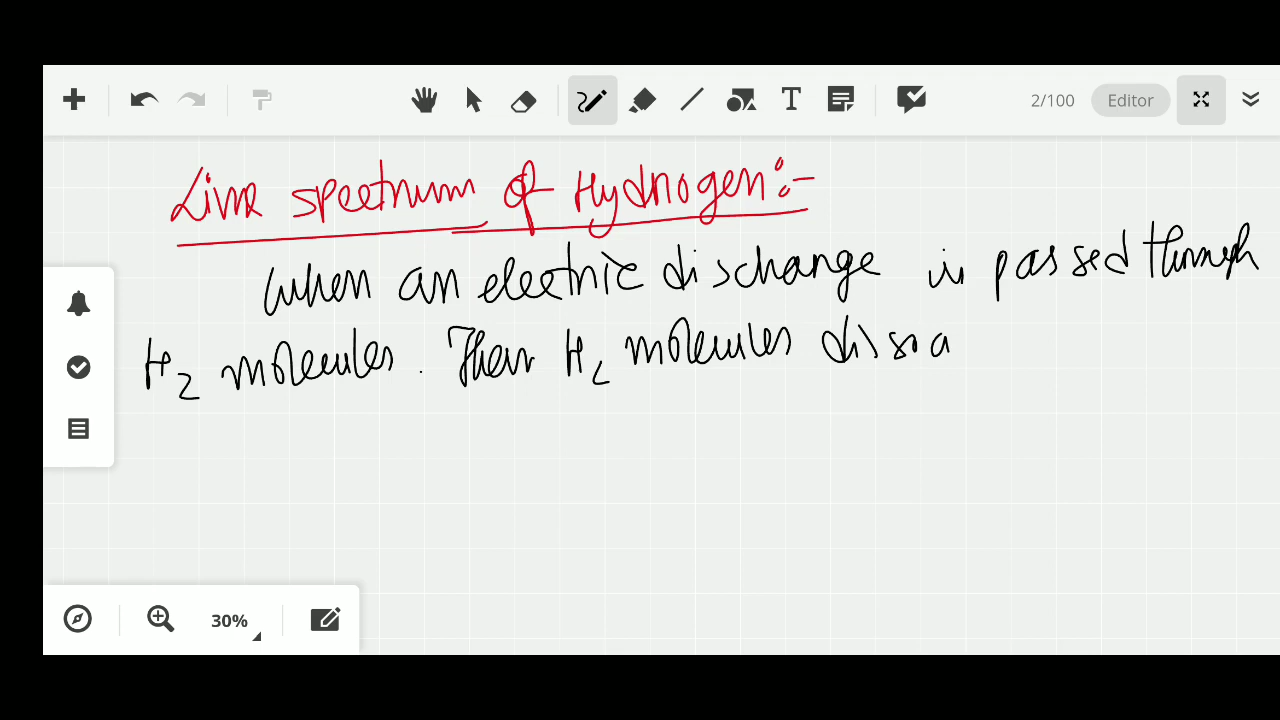 2/100 Editor
Line spectrum of Hydrogen:-
When an electric discharge is passed through
H2 molecules. Then H2 molecules
30%